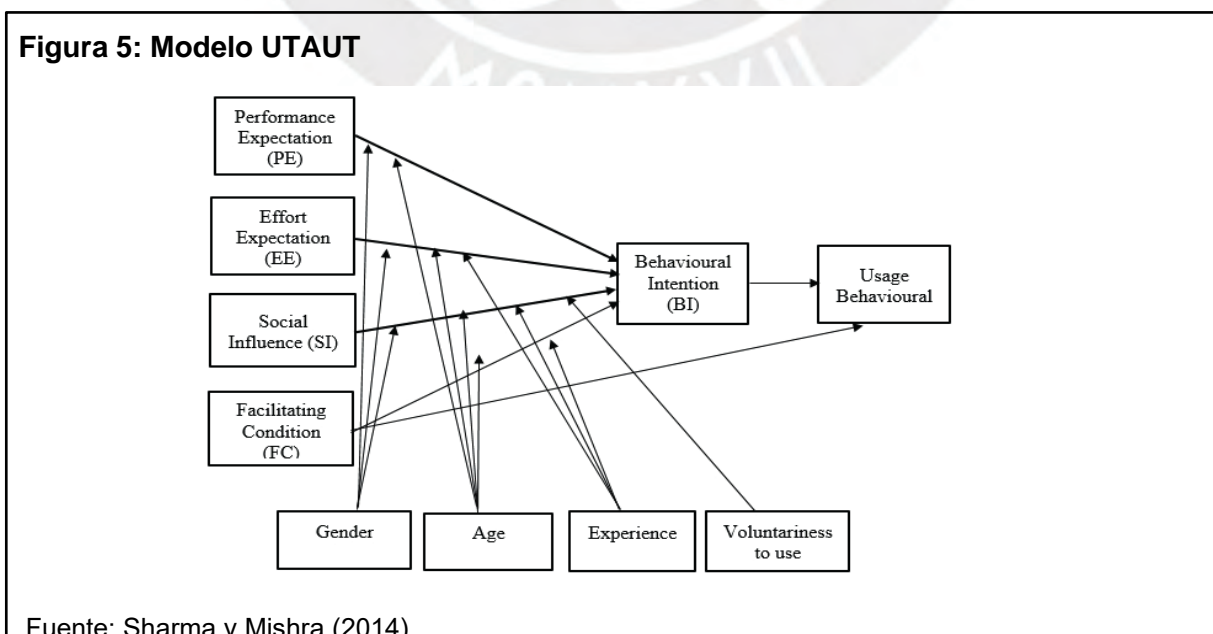 Figura 5: Modelo UTAUT
Performance
Expectation
(PE)
Effort
Expectation
(EE)
Social
Influence (SI)
Facilitating
Condition
(FC)
Behavioural
Intention
(BI)
Usage
Behavioural
Gender
Age
Experience
Voluntariness
to use
Fuente: Sharma y Mishra (2014)